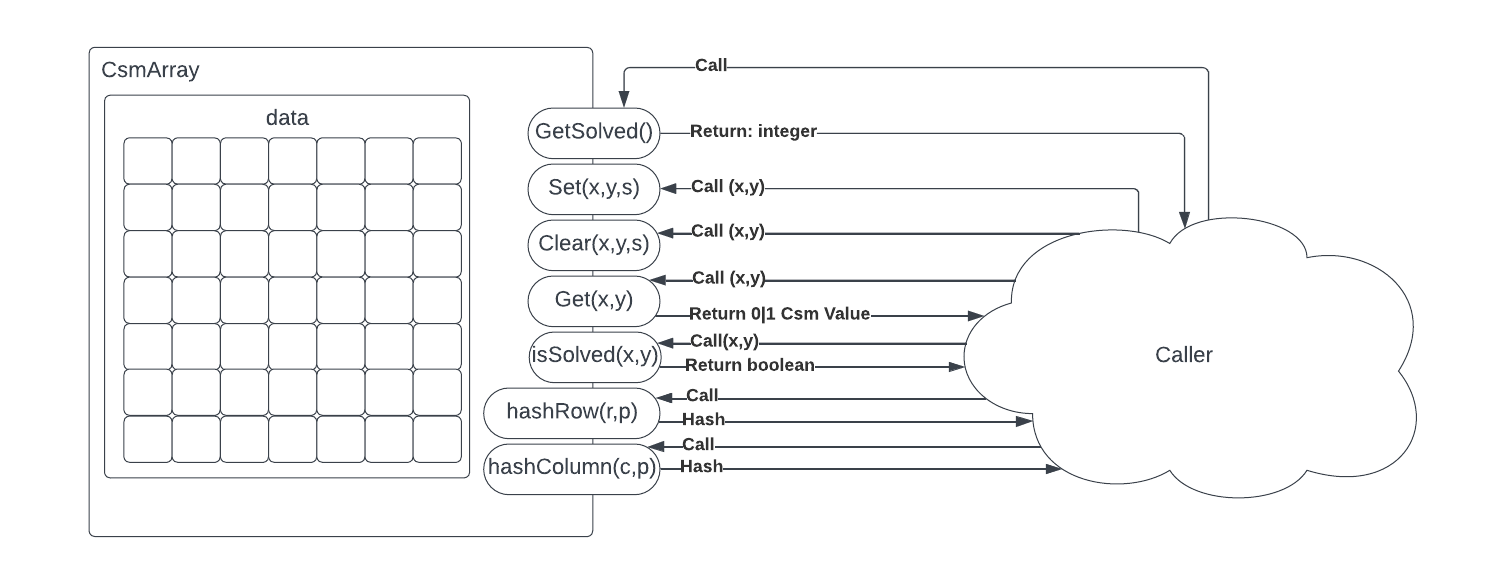 CsmArray
data
Call
GetSolved()
Return: integer
Set(x,y,s)
Call (x,y)
Clear(x,y,s)
Call (x,y)
Get(x,y)
Call (x,y)
Return 0|1 Csm Value
isSolved(x,y)
Call(x,y)
Return boolean
hashRow(r,p)
Call
Hash
hashColumn(c,p)
Call
Hash
Caller